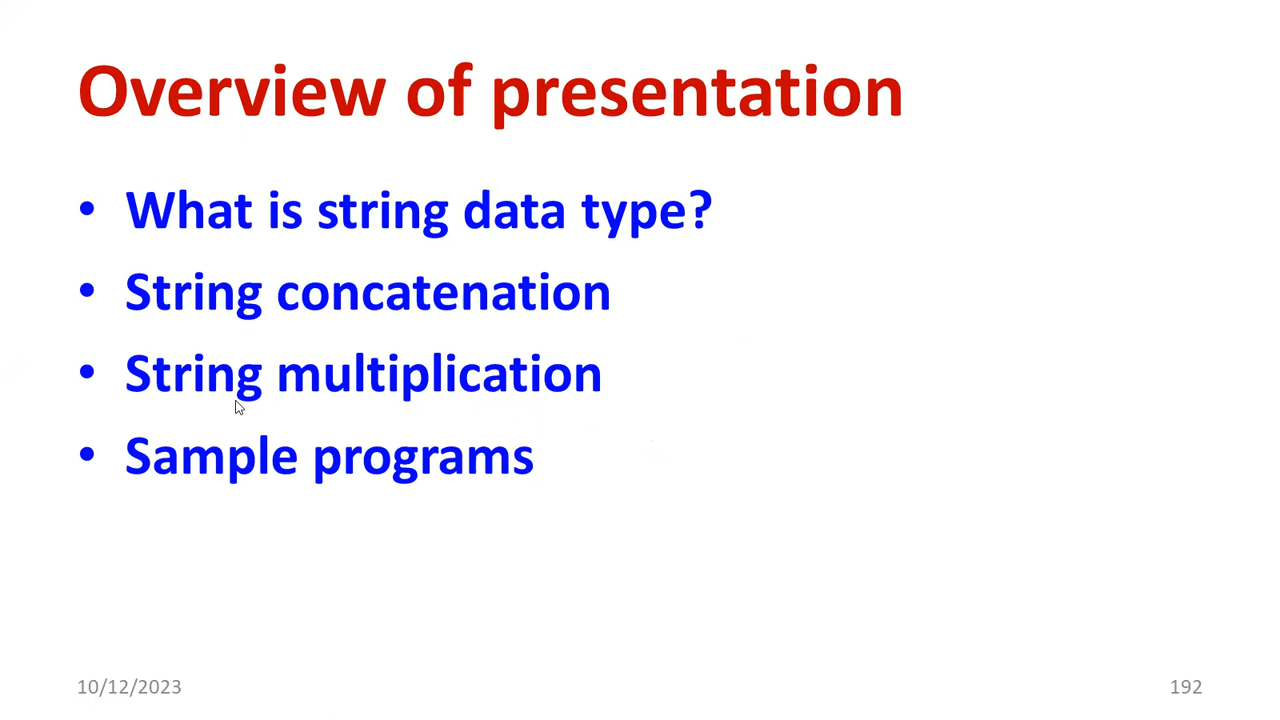 Overview of presentation
• What is string data type?
• String concatenation
• String multiplication
• Sample programs
10/12/2023
192